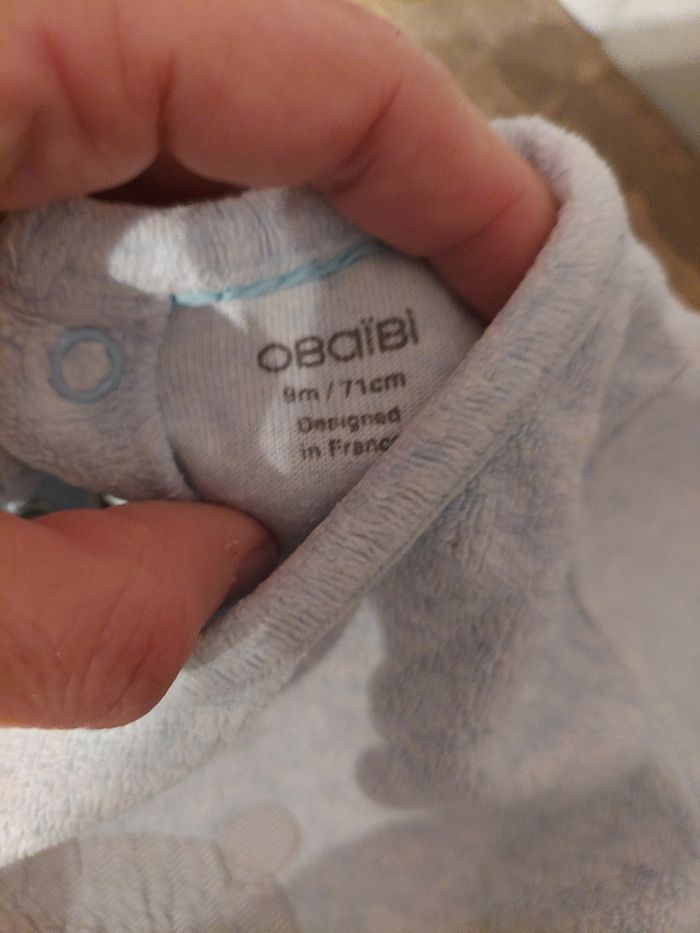 OBaïBi
9m / 71cm
Designed
in France